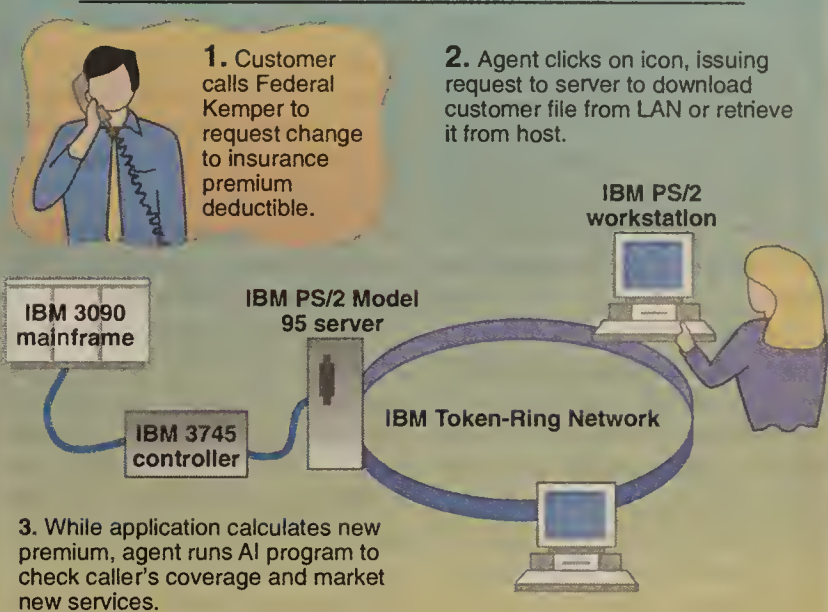 1. Customer
calls Federal
Kemper to
request change
to insurance
premium
deductible.
2. Agent clicks on icon, issuing
request to server to download
customer file from LAN or retrieve
it from host.
IBM PS/2
workstation
IBM 3090
mainframe
IBM PS/2 Model
95 server
IBM 3745
controller
IBM Token-Ring Network
3. While application calculates new
premium, agent runs AI program to
check caller's coverage and market
new services.